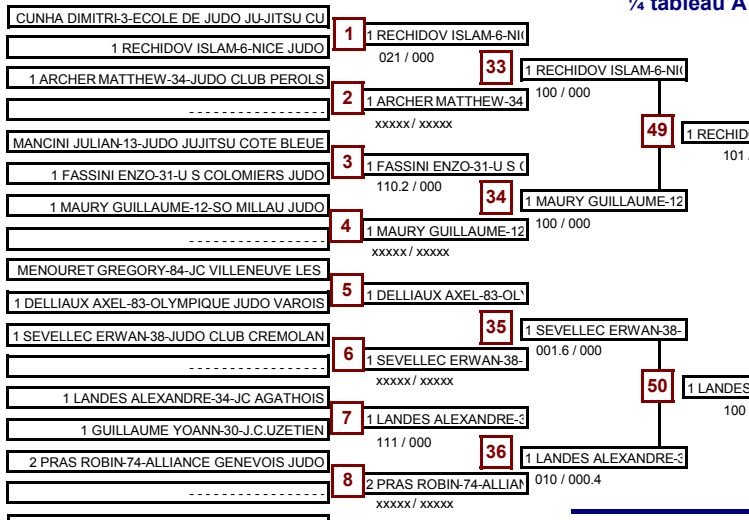 ¼ tableau A
CUNHA DIMITRI-3-ECOLE DE JUDO JU-JITSU CU
1
1 RECHIDOV ISLAM-6-NI
1 RECHIDOV ISLAM-6-NICE JUDO
021 / 000
33
1 RECHIDOV ISLAM-6-NI
1 ARCHER MATTHEW-34-JUDO CLUB PEROLS
100 / 000
2
1 ARCHER MATTHEW-34
- - - - - - - - - - - - - - - - -
xxxxx / xxxxx
49
1 RECHID
MANCINI JULIAN-13-JUDO JUJITSU COTE BLEUE
101
3
1 FASSINI ENZO-31-U S
1 FASSINI ENZO-31-U S COLOMIERS JUDO
110.2 / 000
34
1 MAURY GUILLAUME-12
1 MAURY GUILLAUME-12-SO MILLAU JUDO
100 / 000
4
1 MAURY GUILLAUME-12
- - - - - - - - - - - - - - - - -
xxxxx / xxxxx
MENOURET GREGORY-84-JC VILLENEUVE LES
5
1 DELLIAUX AXEL-83-OL
1 DELLIAUX AXEL-83-OLYMPIQUE JUDO VAROIS
35
1 SEVELLEC ERWAN-38-
1 SEVELLEC ERWAN-38-JUDO CLUB CREMOLAN
001.6 / 000
6
1 SEVELLEC ERWAN-38-
- - - - - - - - - - - - - - - - -
xxxxx / xxxxx
50
1 LANDES
1 LANDES ALEXANDRE-34-JC AGATHOIS
100
7
1 LANDES ALEXANDRE-3
1 GUILLAUME YOANN-30-J.C.UZETIEN
111 / 000
36
1 LANDES ALEXANDRE-3
2 PRAS ROBIN-74-ALLIANCE GENEVOIS JUDO
010 / 000.4
8
2 PRAS ROBIN-74-ALLIAN
- - - - - - - - - - - - - - - - -
xxxxx / xxxxx